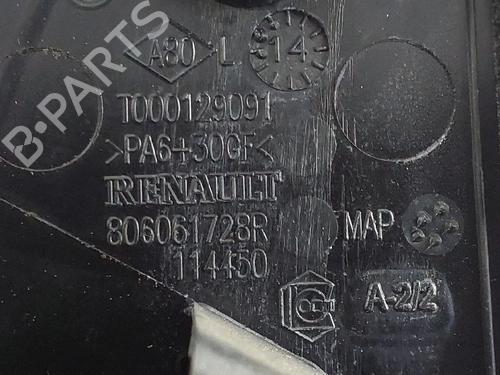 A80 L 14
T000129091
>PA6+30GF<
RENAULT
806061728R
MAP
114450
A-2/2
B-PARTS